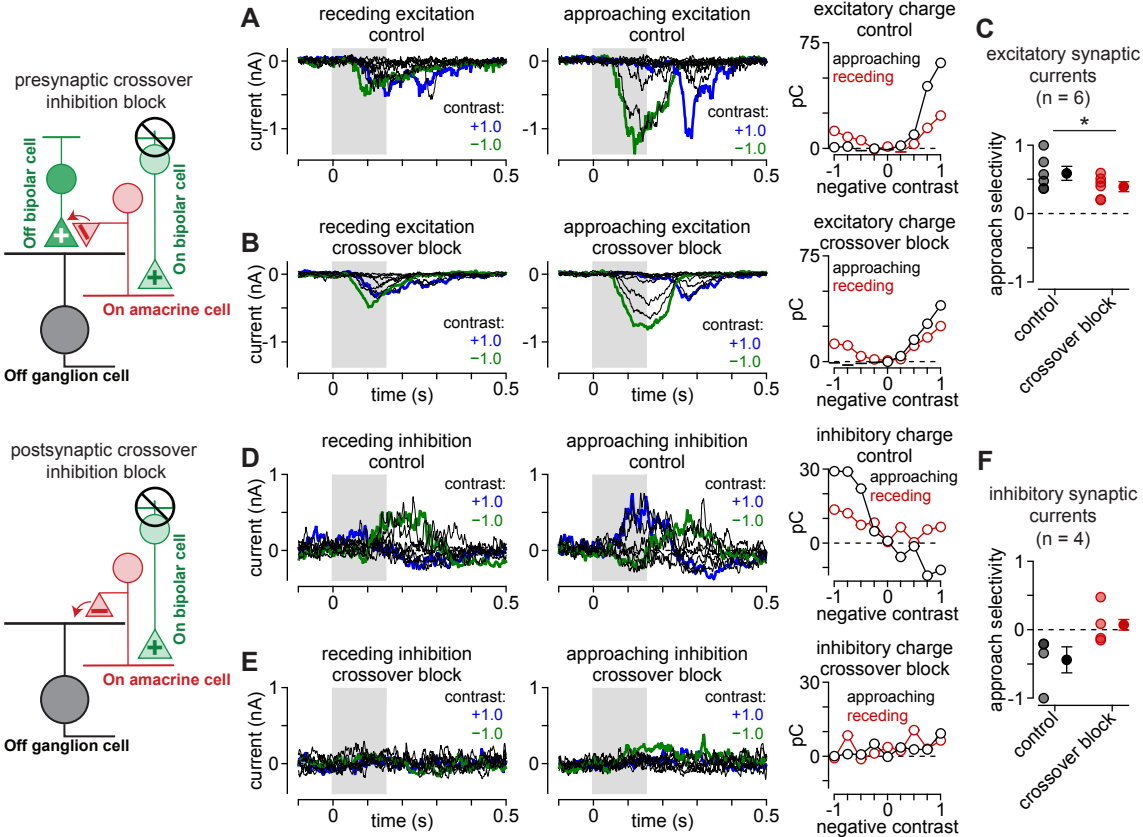 presynaptic crossover
inhibition block
Off bipolar cell
On bipolar cell
On amacrine cell
Off ganglion cell
A
receding excitation
control
current (nA)
0
-1
contrast:
+1.0
−1.0
0
0.5
approaching excitation
control
0
-1
contrast:
+1.0
−1.0
0
0.5
excitatory charge
control
75
pC
0
approaching
receding
-1
0
1
negative contrast
B
receding excitation
crossover block
current (nA)
0
-1
contrast:
+1.0
−1.0
0
0.5
time (s)
approaching excitation
crossover block
0
-1
contrast:
+1.0
−1.0
0
0.5
time (s)
excitatory charge
crossover block
75
pC
0
approaching
receding
-1
0
1
negative contrast
C
excitatory synaptic
currents
(n = 6)
*
approach selectivity
1
0
-1
control
crossover block
postsynaptic crossover
inhibition block
On bipolar cell
On amacrine cell
Off ganglion cell
D
receding inhibition
control
current (nA)
1
0
contrast:
+1.0
−1.0
0
0.5
approaching inhibition
control
1
0
contrast:
+1.0
−1.0
0
0.5
inhibitory charge
control
30
pC
0
approaching
receding
-1
0
1
negative contrast
E
receding inhibition
crossover block
current (nA)
1
0
contrast:
+1.0
−1.0
0
0.5
time (s)
approaching inhibition
crossover block
1
0
contrast:
+1.0
−1.0
0
0.5
time (s)
inhibitory charge
crossover block
30
pC
0
approaching
receding
-1
0
1
negative contrast
F
inhibitory synaptic
currents
(n = 4)
approach selectivity
1
0
-1
control
crossover block